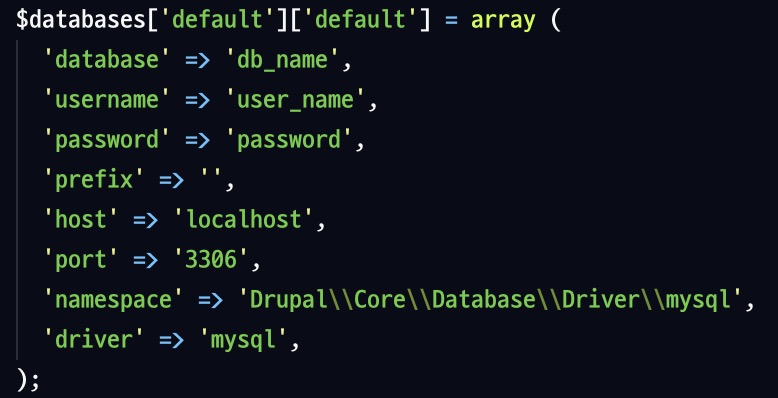 $databases['default']['default'] = array (
'database' => 'db_name',
'username' => 'user_name',
'password' => 'password',
'prefix' => '',
'host' => 'localhost',
'port' => '3306',
'namespace' => 'Drupal\\Core\\Database\\Driver\\mysql',
'driver' => 'mysql',
);